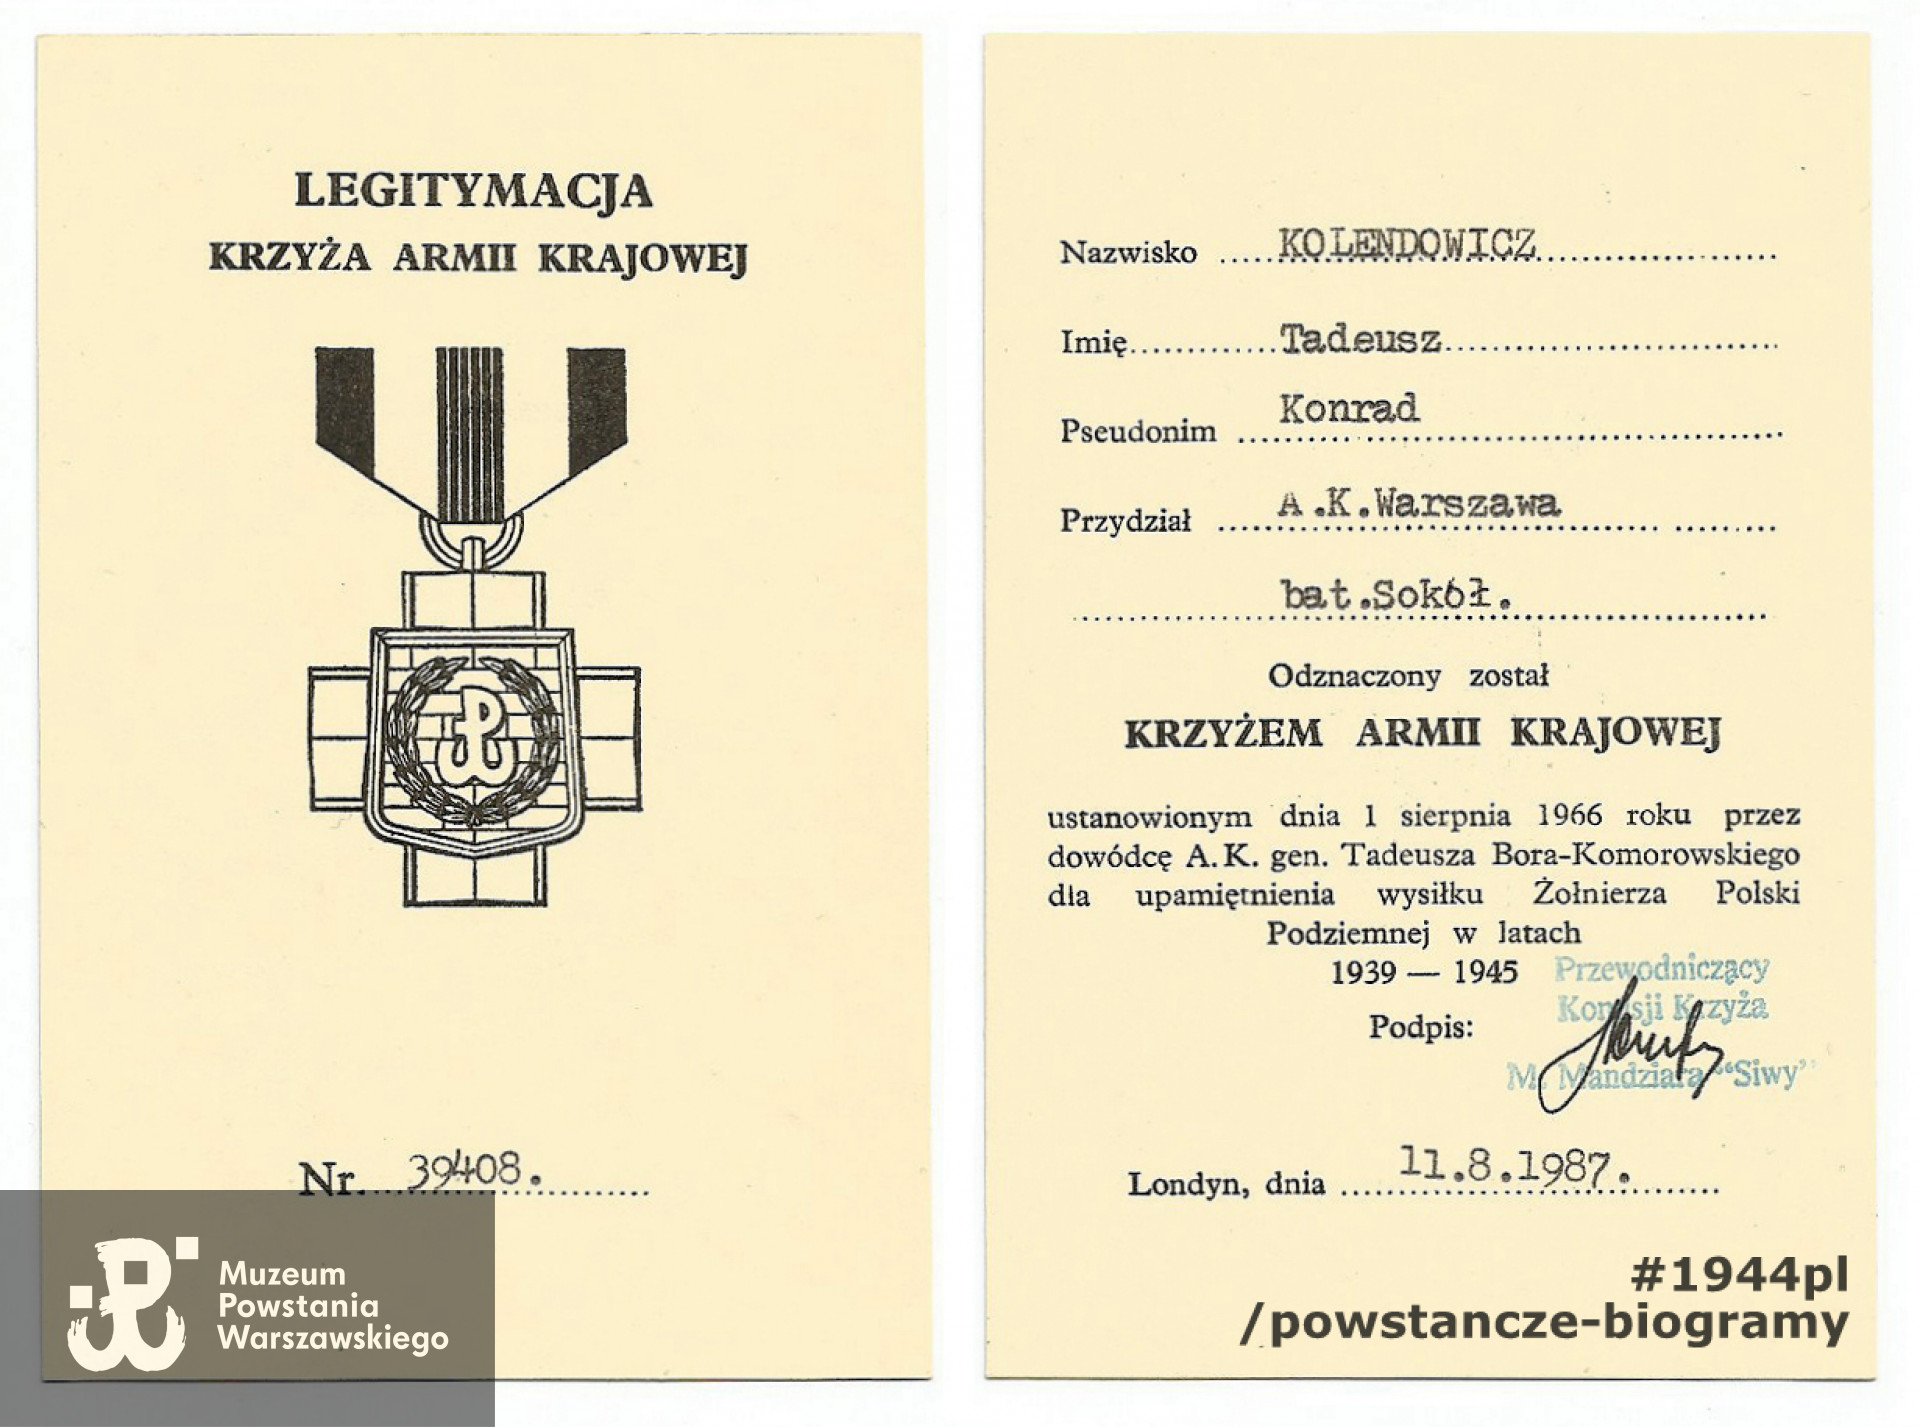 LEGITYMACJA
KRZYŻA ARMII KRAJOWEJ
Nr. 39408.
Muzeum
Powstania
Warszawskiego
Nazwisko KOLENDOWICZ
Imię Tadeusz
Pseudonim Konrad
Przydział A.K.Warszawa
bat.Sokół.
Odznaczony został
KRZYŻEM ARMII KRAJOWEJ
ustanowionym dnia 1 sierpnia 1966 roku przez
dowódcę A.K. gen. Tadeusza Bora-Komorowskiego
dla upamiętnienia wysiłku Żołnierza Polski
Podziemnej w latach
1939 — 1945
Przewodniczący
Komisji Krzyża
Podpis:
M. Mandziara "Siwy"
Londyn, dnia 11.8.1987.
#1944pl
/powstancze-biogramy